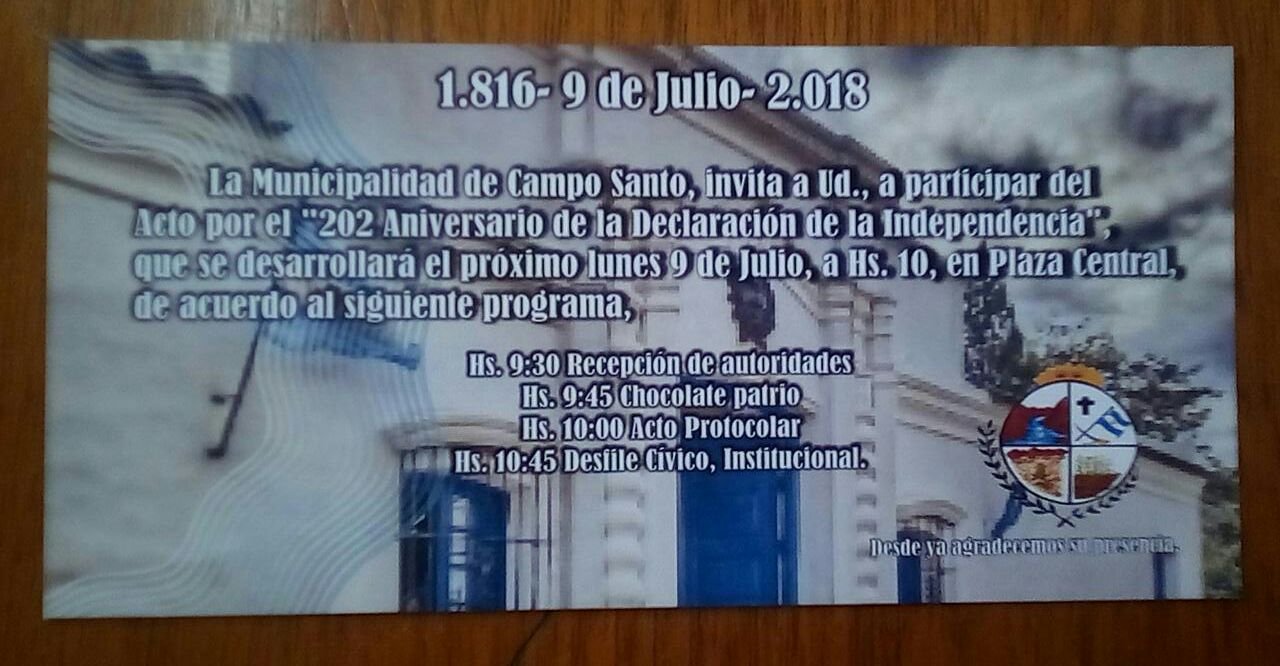 1.816- 9 de Julio- 2.018
La Municipalidad de Campo Santo, invita a Ud., a participar del
Acto por el "202 Aniversario de la Declaración de la Independencia",
que se desarrollará el próximo lunes 9 de Julio, a Hs. 10, en Plaza Central,
de acuerdo al siguiente programa,
Hs. 9:30 Recepción de autoridades
Hs. 9:45 Chocolate patrio
Hs. 10:00 Acto Protocolar
Hs. 10:45 Desfile Cívico, Institucional.
Desde ya agradecemos su presencia.